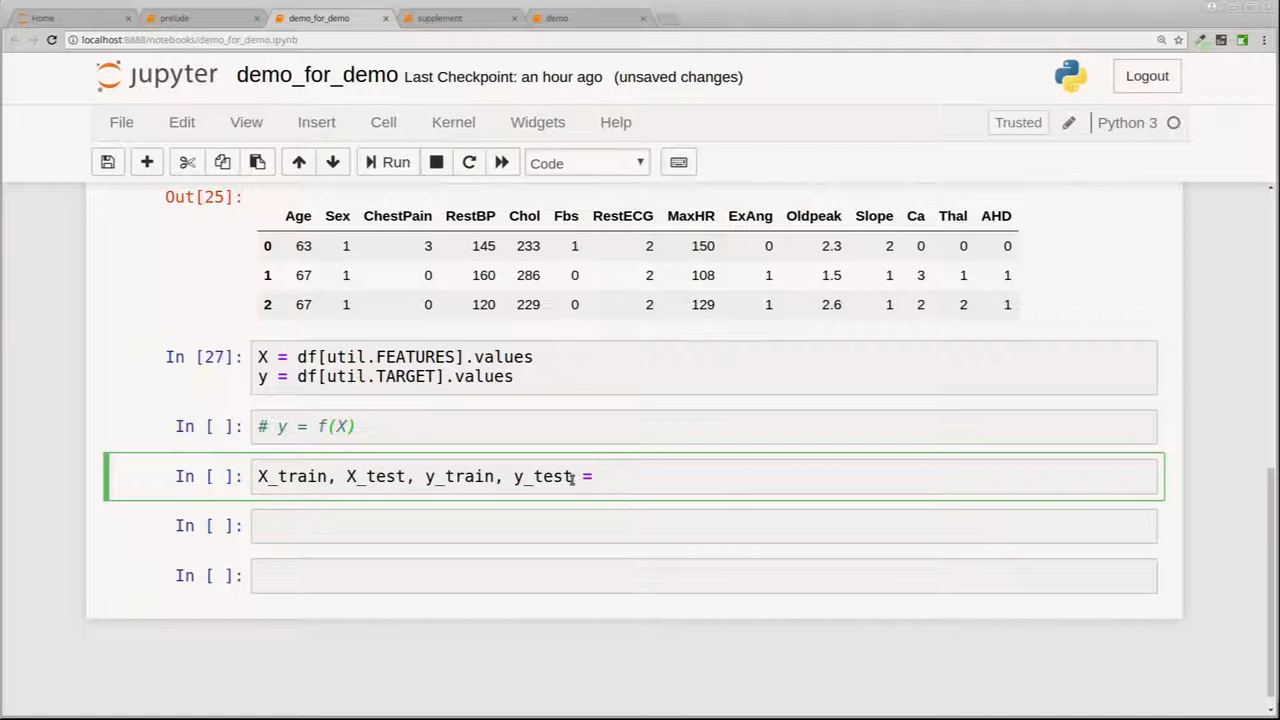 Home prelude demo_for_demo supplement demo
localhost:8888/notebooks/demo_for_demo.ipynb
jupyter demo_for_demo Last Checkpoint: an hour ago (unsaved changes) Logout
File Edit View Insert Cell Kernel Widgets Help Trusted Python 3
Run Code
Out[25]:
Age Sex ChestPain RestBP Chol Fbs RestECG MaxHR ExAng Oldpeak Slope Ca Thal AHD
0 63 1 3 145 233 1 2 150 0 2.3 2 0 0 0
1 67 1 0 160 286 0 2 108 1 1.5 1 3 1 1
2 67 1 0 120 229 0 2 129 1 2.6 1 2 2 1
In [27]: X = df[util.FEATURES].values
y = df[util.TARGET].values
In [ ]: # y = f(X)
In [ ]: X_train, X_test, y_train, y_test =
In [ ]:
In [ ]: